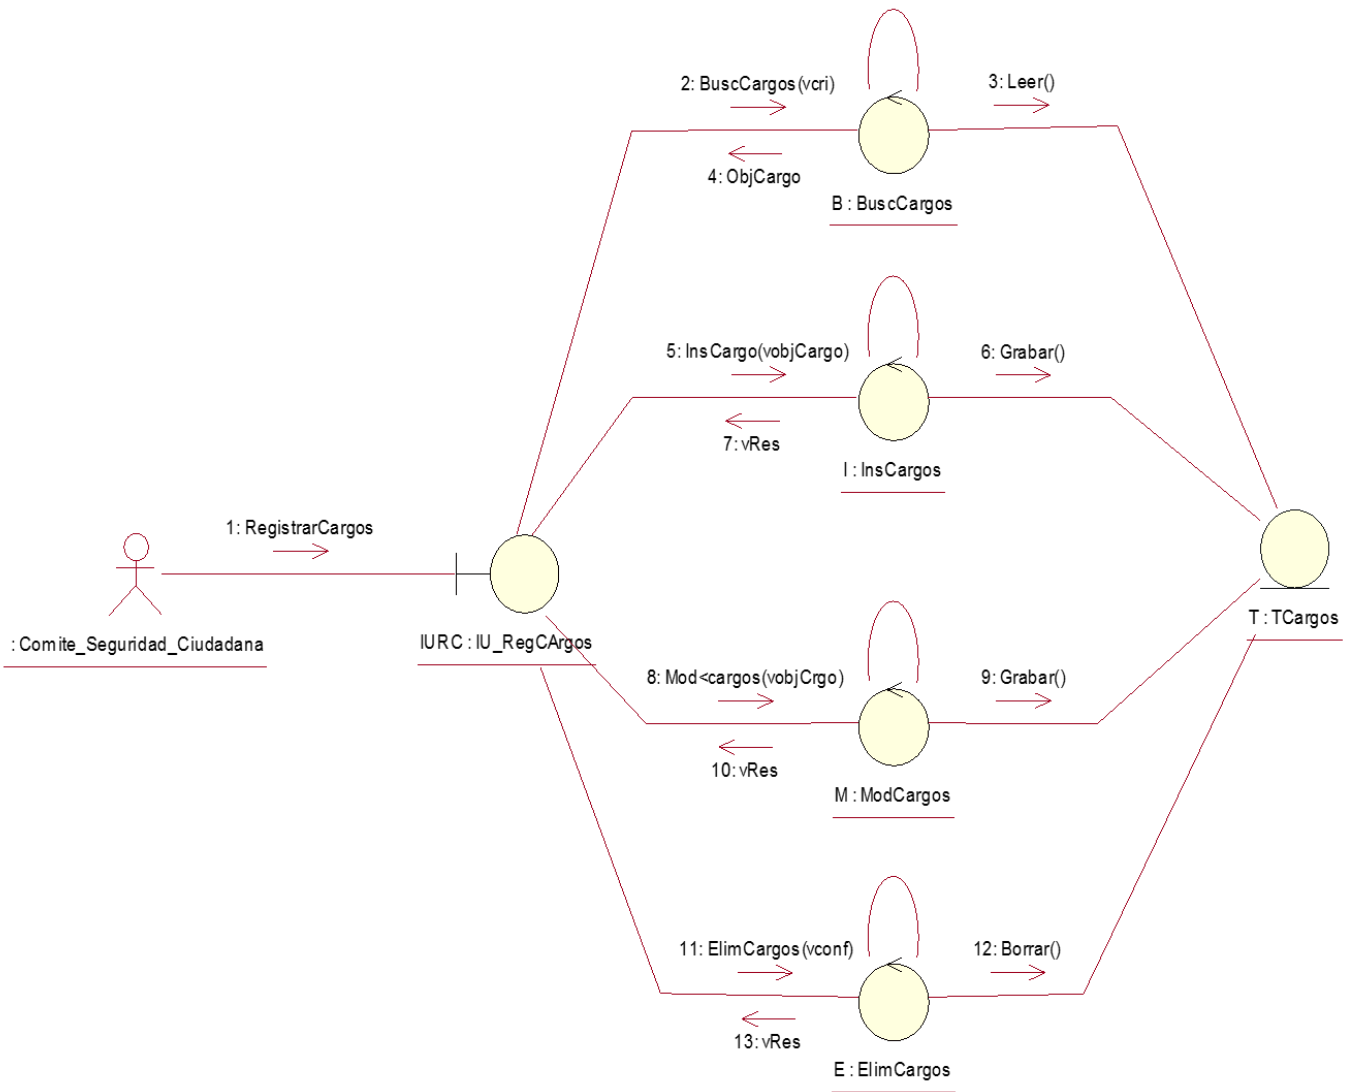 2: BuscCargos(vcri)
3: Leer()
4: ObjCargo
B : BuscCargos
5: InsCargo(vobjCargo)
6: Grabar()
7: vRes
I : InsCargos
1: RegistrarCargos
: Comite_Seguridad_Ciudadana
IURC : IU_RegCArgos
T : TCargos
8: Mod<cargos(vobjCrgo)
9: Grabar()
10: vRes
M : ModCargos
11: ElimCargos(vconf)
12: Borrar()
13: vRes
E : ElimCargos